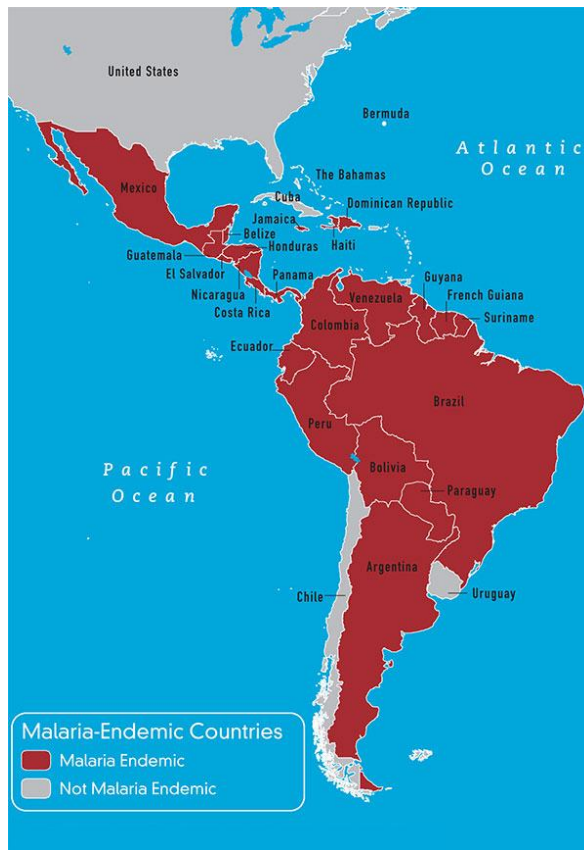 United States
Bermuda
Atlantic
Ocean
The Bahamas
Mexico
Cuba
Dominican Republic
Jamaica
Belize
Haiti
Honduras
Guatemala
El Salvador
Panama
Nicaragua
Costa Rica
Guyana
Venezuela
French Guiana
Suriname
Colombia
Ecuador
Brazil
Peru
Pacific
Ocean
Bolivia
Paraguay
Argentina
Chile
Uruguay
Malaria-Endemic Countries
Malaria Endemic
Not Malaria Endemic